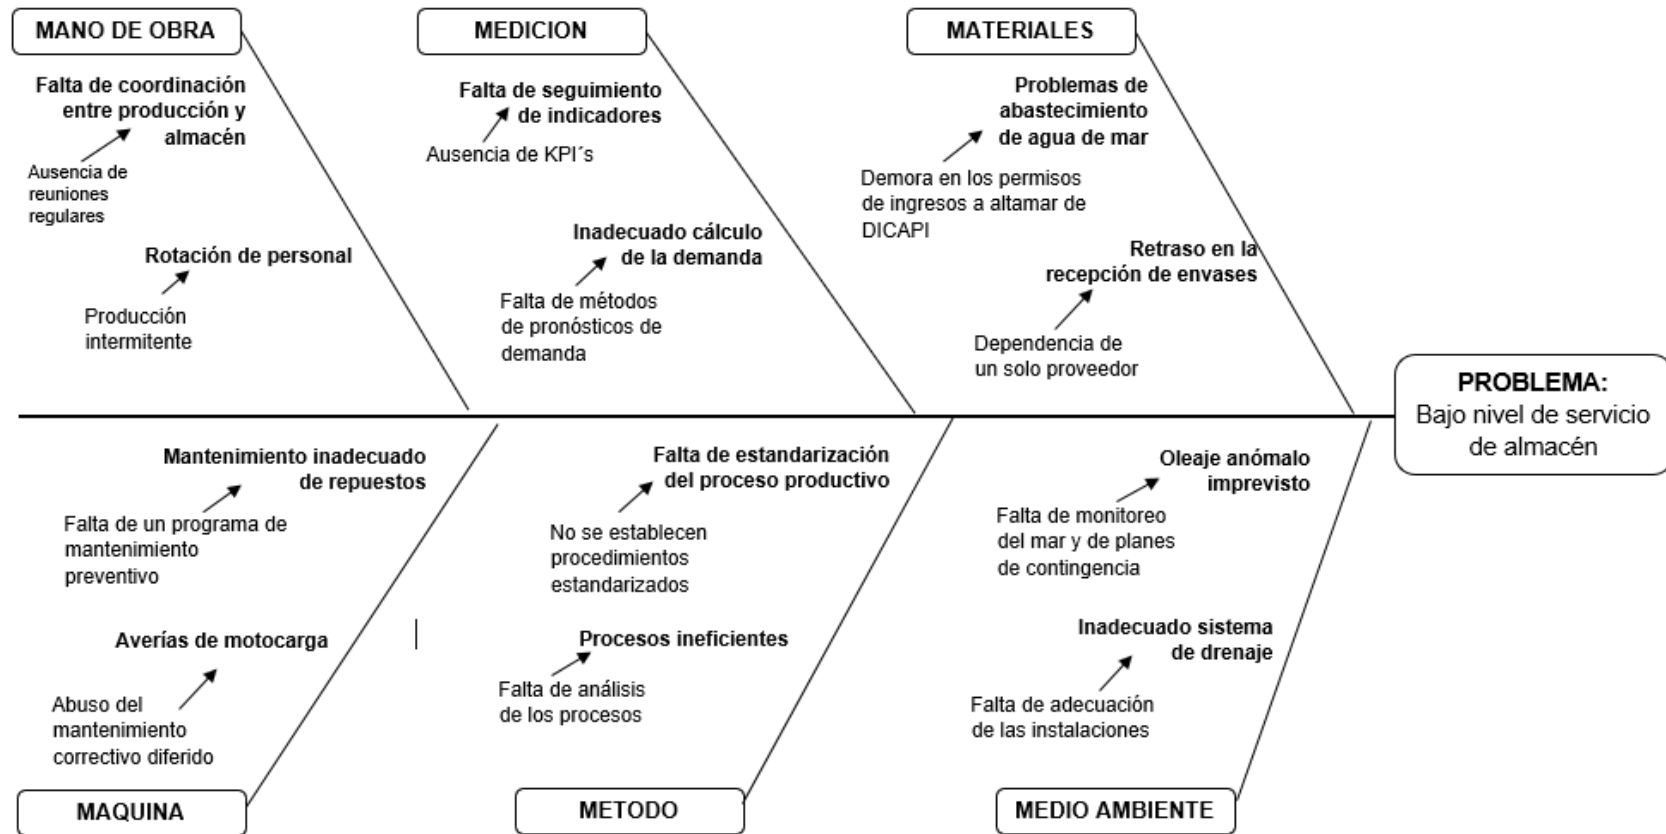 MANO DE OBRA
Falta de coordinación
entre producción y
almacén
Ausencia de
reuniones
regulares
Rotación de personal
Producción
intermitente
MEDICION
Falta de seguimiento
de indicadores
Ausencia de KPI´s
Inadecuado cálculo
de la demanda
Falta de métodos
de pronósticos de
demanda
MATERIALES
Problemas de
abastecimiento
de agua de mar
Demora en los permisos
de ingresos a altamar de
DICAPI
Retraso en la
recepción de envases
Dependencia de
un solo proveedor
PROBLEMA:
Bajo nivel de servicio
de almacén
Mantenimiento inadecuado
de repuestos
Falta de un programa de
mantenimiento
preventivo
Averías de motocarga
Abuso del
mantenimiento
correctivo diferido
MAQUINA
Falta de estandarización
del proceso productivo
No se establecen
procedimientos
estandarizados
Procesos ineficientes
Falta de análisis
de los procesos
METODO
Oleaje anómalo
imprevisto
Falta de monitoreo
del mar y de planes
de contingencia
Inadecuado sistema
de drenaje
Falta de adecuación
de las instalaciones
MEDIO AMBIENTE